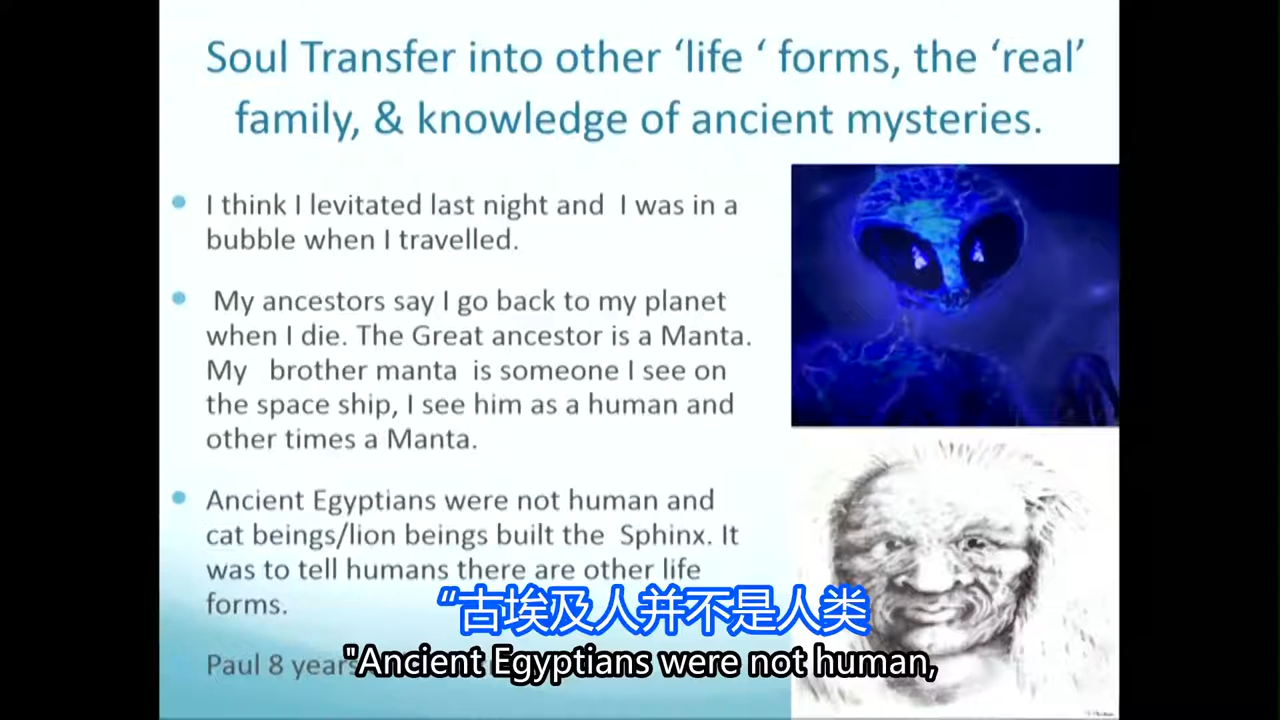 Soul Transfer into other ‘life ‘ forms, the ‘real’
family, & knowledge of ancient mysteries.
• I think I levitated last night and I was in a
bubble when I travelled.
• My ancestors say I go back to my planet
when I die. The Great ancestor is a Manta.
My brother manta is someone I see on
the space ship, I see him as a human and
other times a Manta.
• Ancient Egyptians were not human and
cat beings/lion beings built the Sphinx. It
was to tell humans there are other life
forms.
“古埃及人并不是人类
Paul 8 years
"Ancient Egyptians were not human,